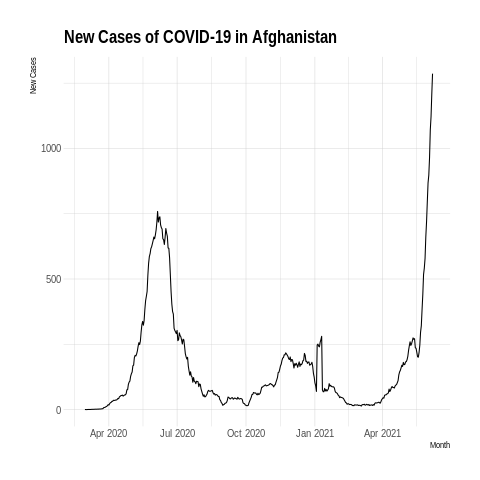 New Cases of COVID-19 in Afghanistan
New Cases
1000
500
0
Apr 2020 Jul 2020 Oct 2020 Jan 2021 Apr 2021
Month